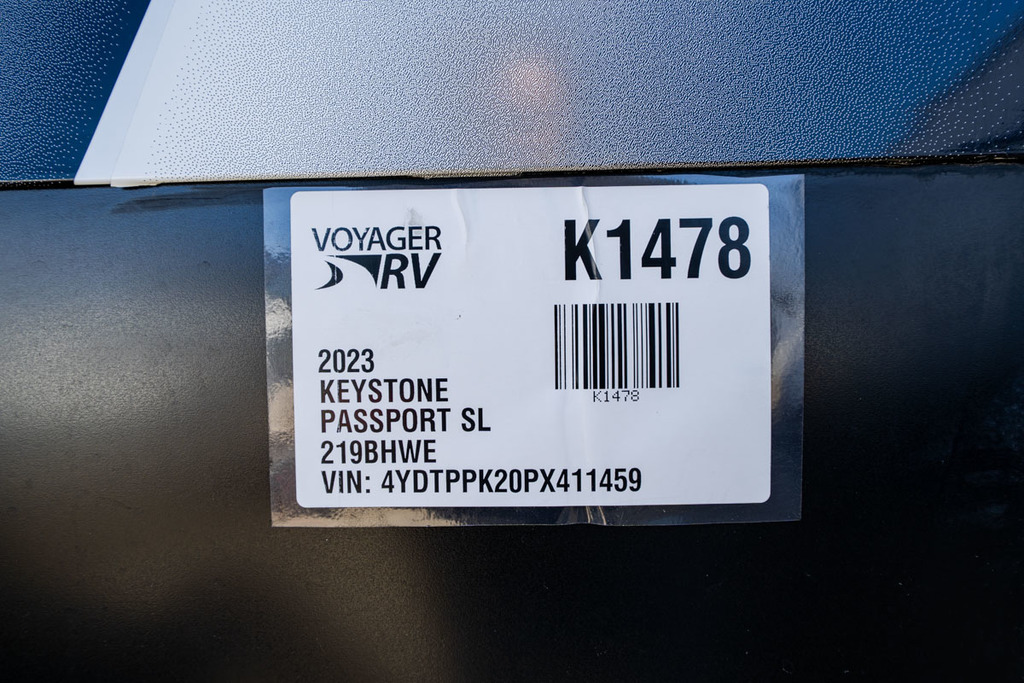 VOYAGER
RV
K1478
K1478
2023
KEYSTONE
PASSPORT SL
219BHWE
VIN: 4YDTPPK20PX411459